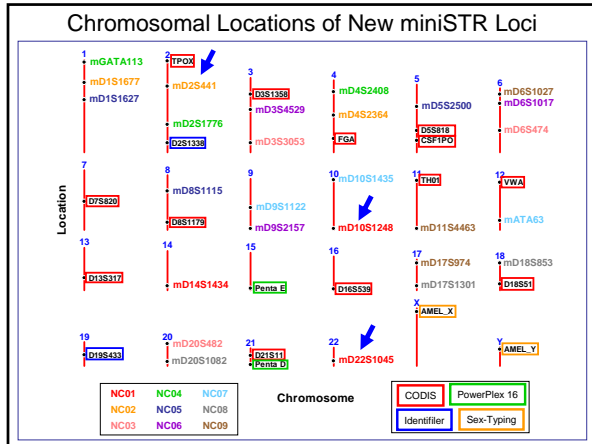 Chromosomal Locations of New miniSTR Loci
1
mGATA113
mD1S1677
mD1S1627
2
TPOX
mD2S441
mD2S1776
D2S1338
3
D3S1358
mD3S4529
mD3S3053
4
mD4S2408
mD4S2364
FGA
5
mD5S2500
D5S818
CSF1PO
6
mD6S1027
mD6S1017
mD6S474
Location
7
D7S820
8
mD8S1115
D8S1179
9
mD9S1122
mD9S2157
10
mD10S1435
mD10S1248
11
TH01
mD11S4463
12
VWA
mATA63
13
D13S317
14
mD14S1434
15
Penta E
16
D16S539
17
mD17S974
mD17S1301
18
mD18S853
D18S51
19
D19S433
20
mD20S482
mD20S1082
21
D21S11
Penta D
22
mD22S1045
X
AMEL_X
Y
AMEL_Y
Chromosome
NC01 NC04 NC07
NC02 NC05 NC08
NC03 NC06 NC09
CODIS PowerPlex 16
Identifiler Sex-Typing